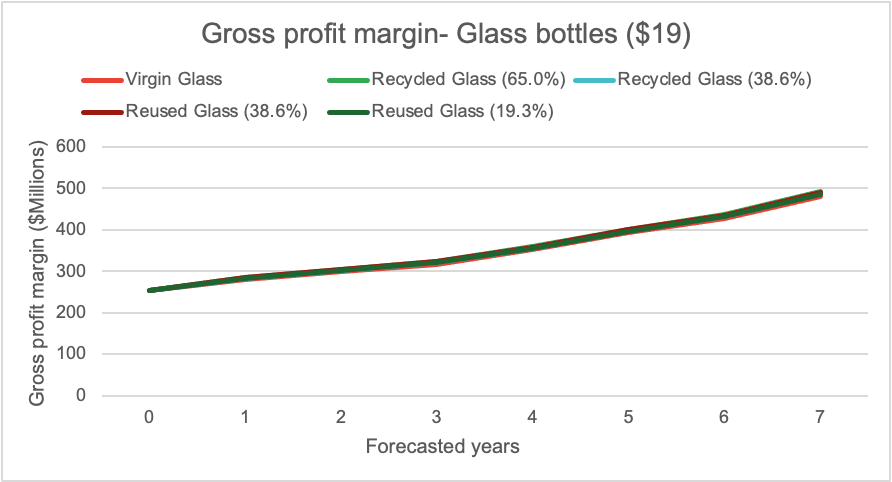 Gross profit margin- Glass bottles ($19)
Virgin Glass Recycled Glass (65.0%) Recycled Glass (38.6%)
Reused Glass (38.6%) Reused Glass (19.3%)
Gross profit margin ($Millions)
600
500
400
300
200
100
0
0 1 2 3 4 5 6 7
Forecasted years